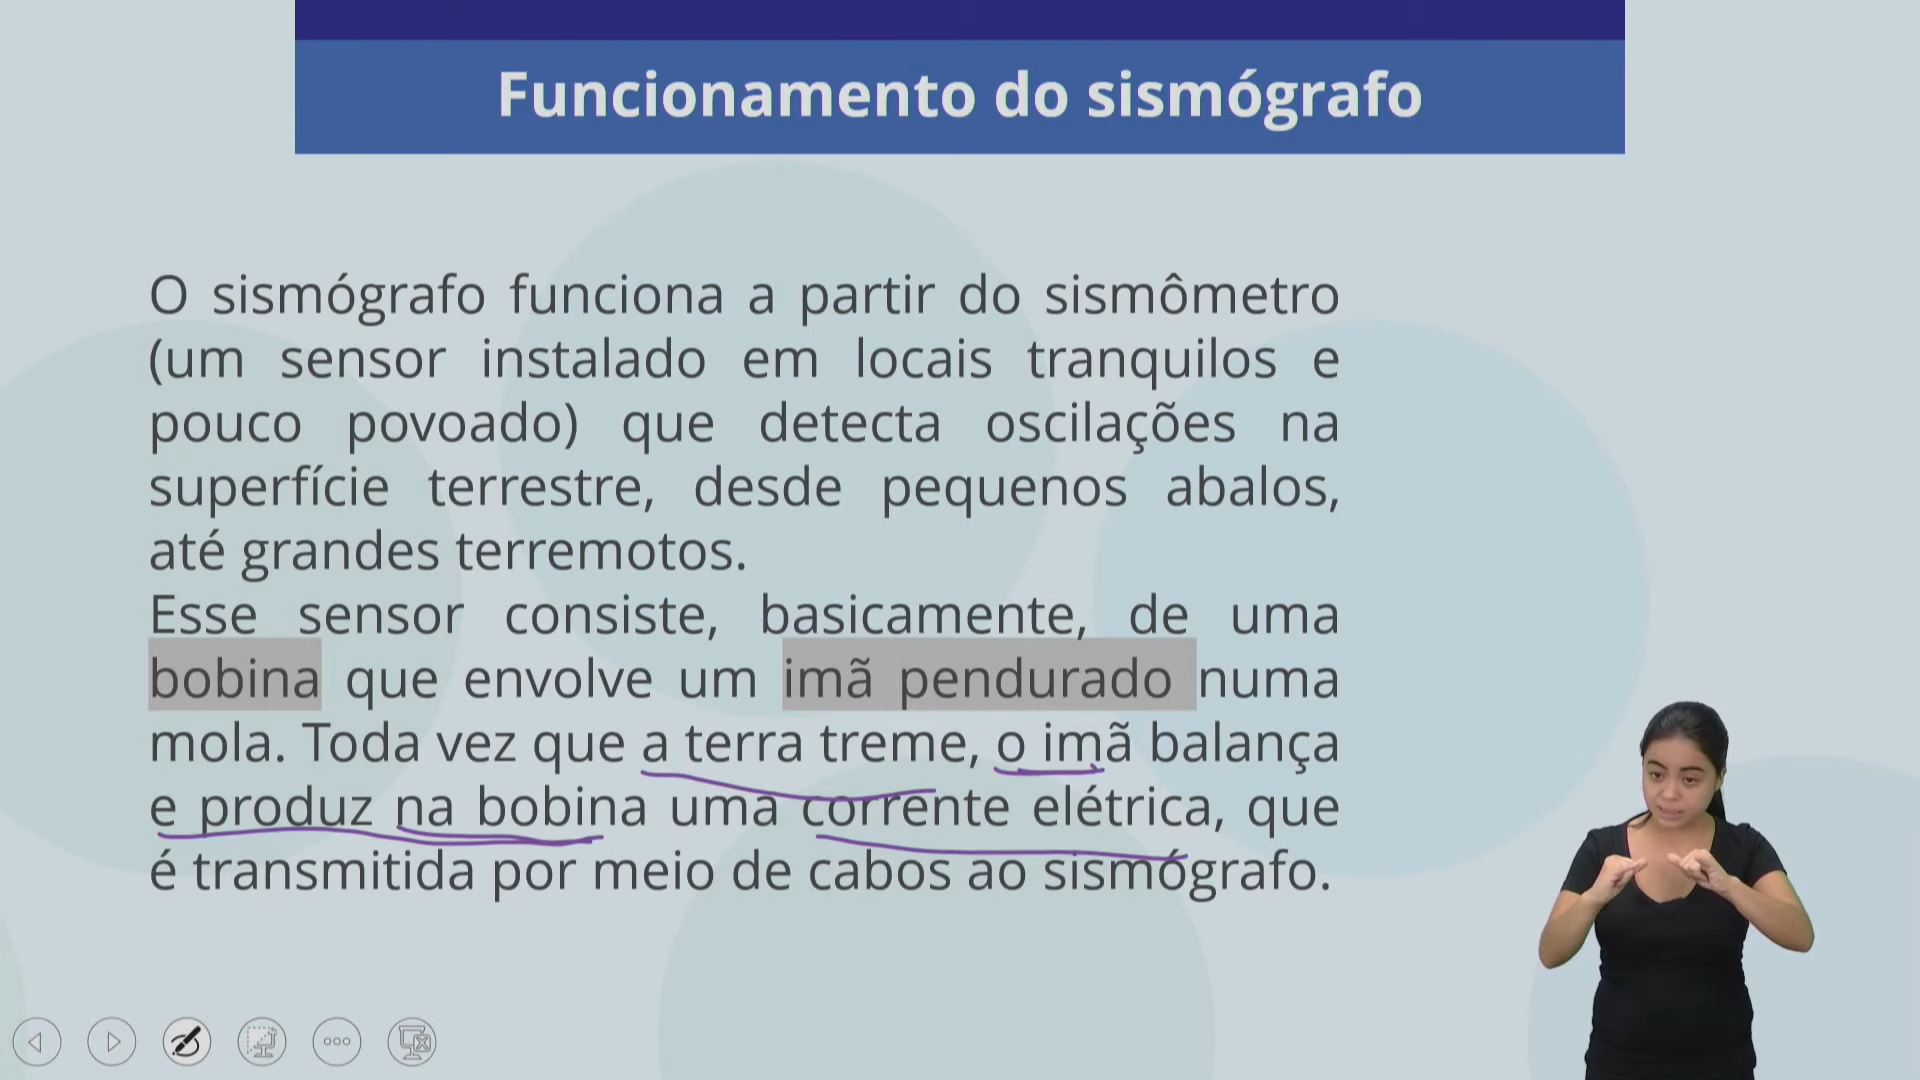 Funcionamento do sismógrafo
O sismógrafo funciona a partir do sismômetro
(um sensor instalado em locais tranquilos e
pouco povoado) que detecta oscilações na
superfície terrestre, desde pequenos abalos,
até grandes terremotos.
Esse sensor consiste, basicamente, de uma
bobina que envolve um imã pendurado numa
mola. Toda vez que a terra treme, o imã balança
e produz na bobina uma corrente elétrica, que
é transmitida por meio de cabos ao sismógrafo.